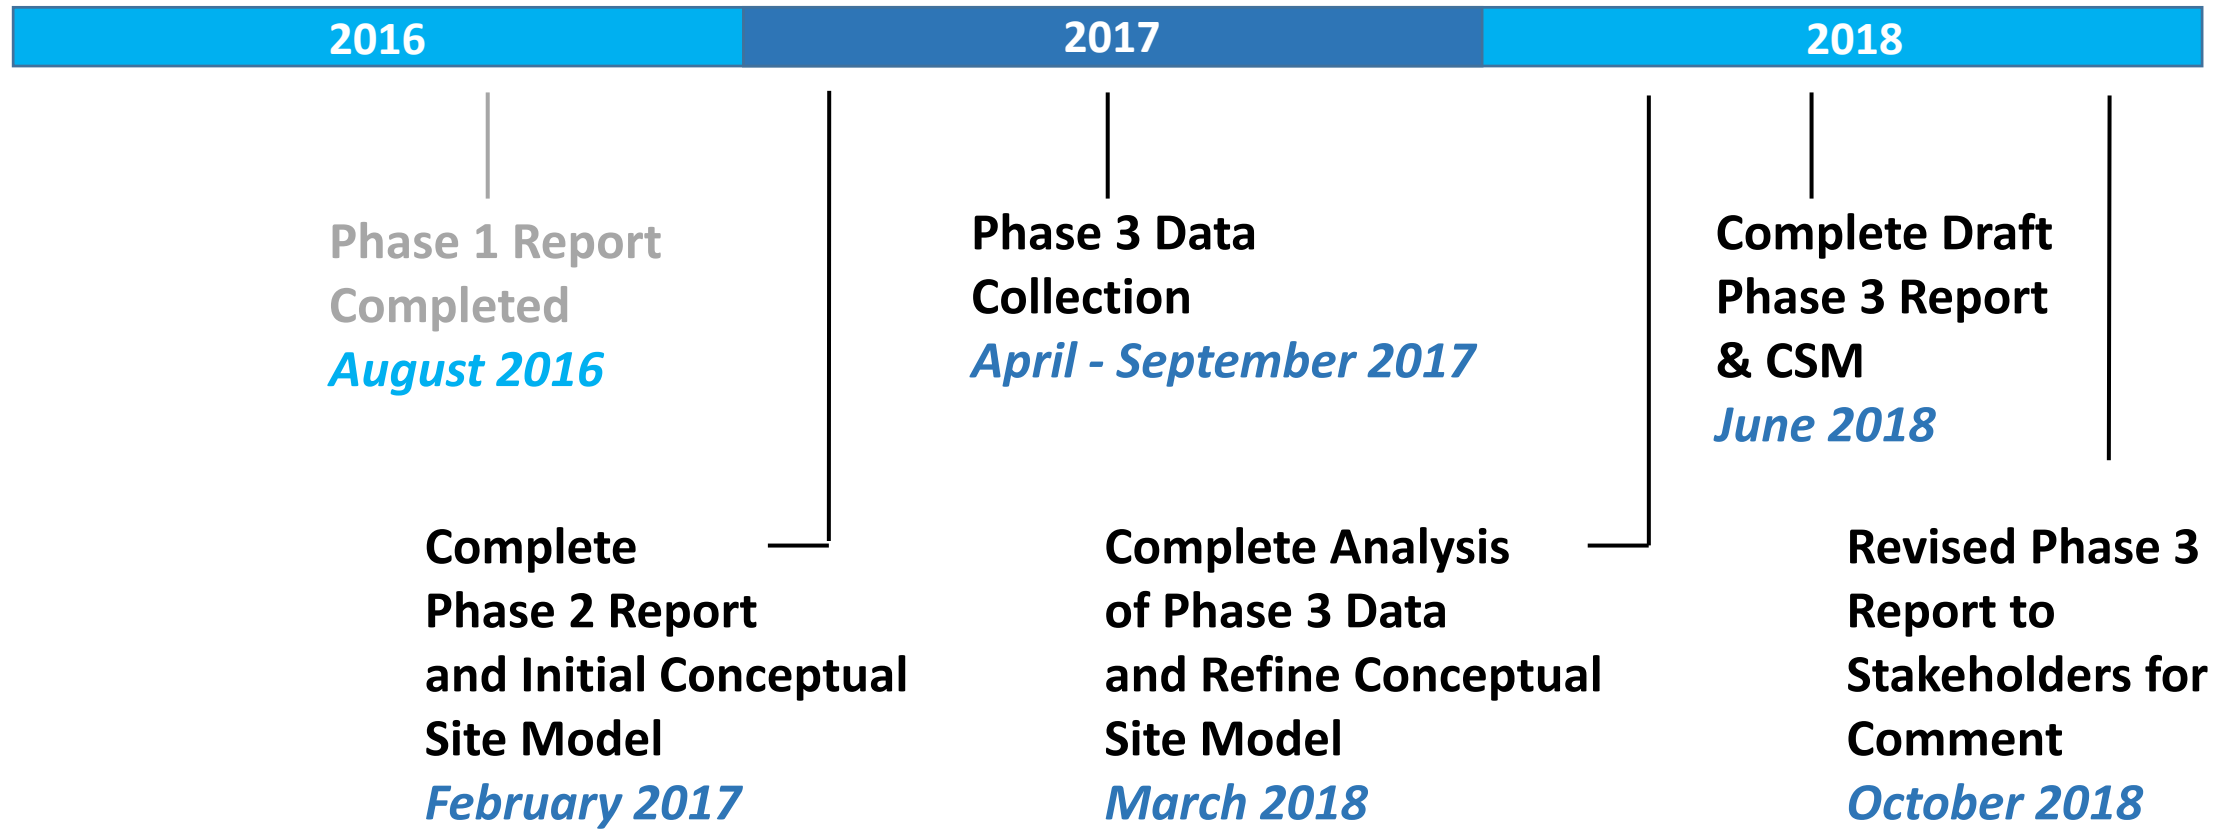 2016
2017
2018
Phase 1 Report
Completed
August 2016
Phase 3 Data
Collection
April - September 2017
Complete Draft
Phase 3 Report
& CSM
June 2018
Complete
Phase 2 Report
and Initial Conceptual
Site Model
February 2017
Complete Analysis
of Phase 3 Data
and Refine Conceptual
Site Model
March 2018
Revised Phase 3
Report to
Stakeholders for
Comment
October 2018